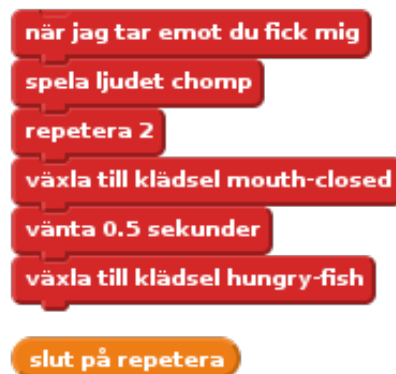 när jag tar emot du fick mig
spela ljudet chomp
repetera 2
växla till klädsel mouth-closed
vänta 0.5 sekunder
växla till klädsel hungry-fish
slut på repetera